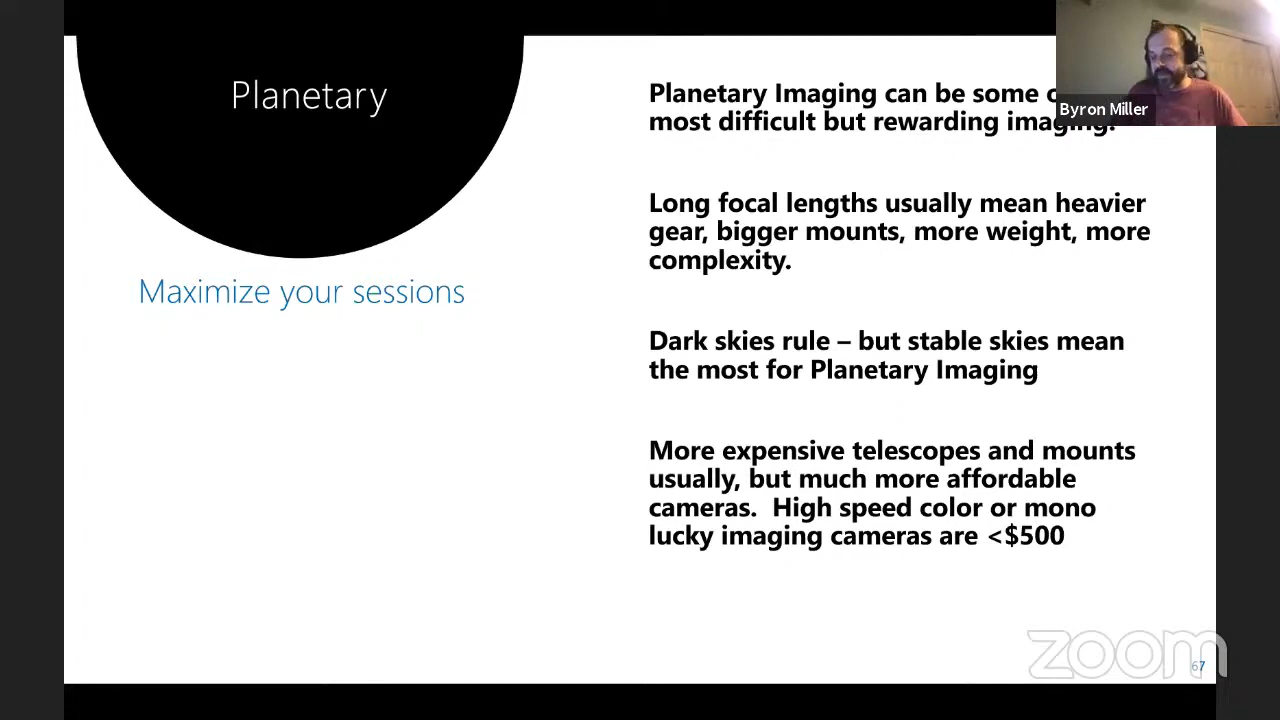 Planetary
Maximize your sessions
Planetary Imaging can be some
most difficult but rewarding imaging.
Long focal lengths usually mean heavier
gear, bigger mounts, more weight, more
complexity.
Dark skies rule – but stable skies mean
the most for Planetary Imaging
More expensive telescopes and mounts
usually, but much more affordable
cameras.  High speed color or mono
lucky imaging cameras are <$500
Byron Miller
zoom
67